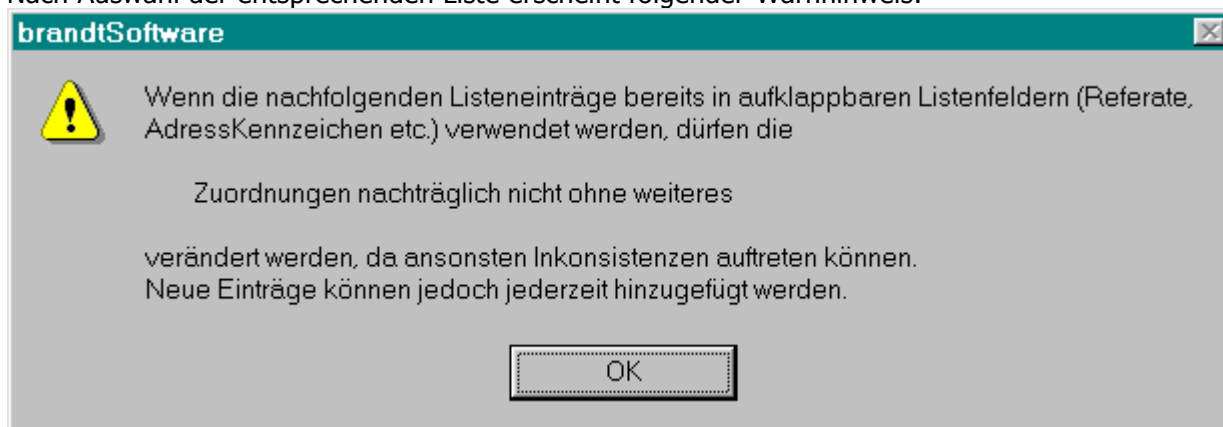 Nach Auswahl der entsprechenden Liste erscheint folgender Warnhinweis:
brandtSoftware
Wenn die nachfolgenden Listeneinträge bereits in aufklappbaren Listenfeldern (Referate,
AdressKennzeichen etc.) verwendet werden, dürfen die
Zuordnungen nachträglich nicht ohne weiteres
verändert werden, da ansonsten Inkonsistenzen auftreten können.
Neue Einträge können jedoch jederzeit hinzugefügt werden.
OK